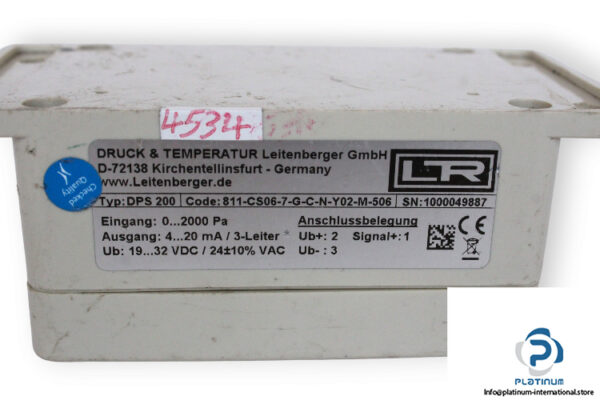 4534
DRUCK & TEMPERATUR Leitenberger GmbH
D-72138 Kirchentellinsfurt - Germany
www.Leitenberger.de
LTR
Typ: DPS 200 Code: 811-CS06-7-G-C-N-Y02-M-506 SN:1000049887
Eingang: 0...2000 Pa Anschlussbelegung
Ausgang: 4...20 mA / 3-Leiter * Ub+: 2 Signal+:1
Ub: 19...32 VDC / 24±10% VAC Ub- : 3
CE
Checked
Quality
PLATINUM
Info@platinum-international.store